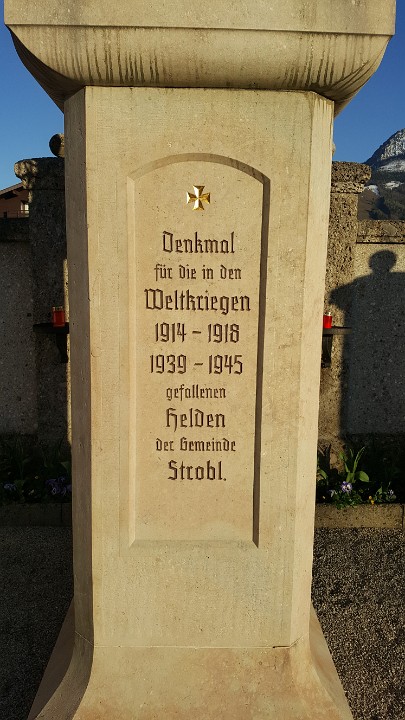 Denkmal
für die in den
Weltkriegen
1914 - 1918
1939 - 1945
gefallenen
Helden
der Gemeinde
Strobl.